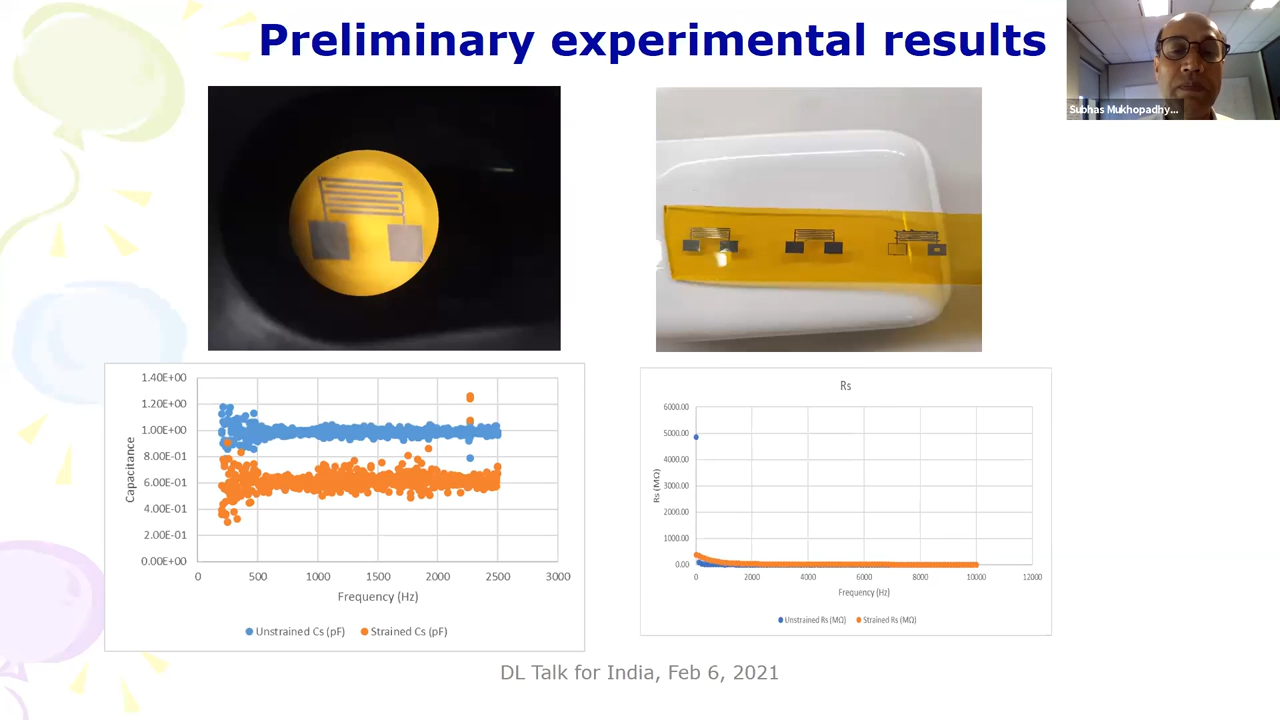 Preliminary experimental results
Subhas Mukhopadhy...
1.40E+00
1.20E+00
1.00E+00
8.00E-01
6.00E-01
4.00E-01
2.00E-01
0.00E+00
Capacitance
0 500 1000 1500 2000 2500 3000
Frequency (Hz)
Unstrained Cs (pF) Strained Cs (pF)
Rs
6000.00
5000.00
4000.00
3000.00
2000.00
1000.00
0.00
Rs (MΩ)
0 2000 4000 6000 8000 10000 12000
Frequency (Hz)
Unstrained Rs (MΩ) Strained Rs (MΩ)
DL Talk for India, Feb 6, 2021